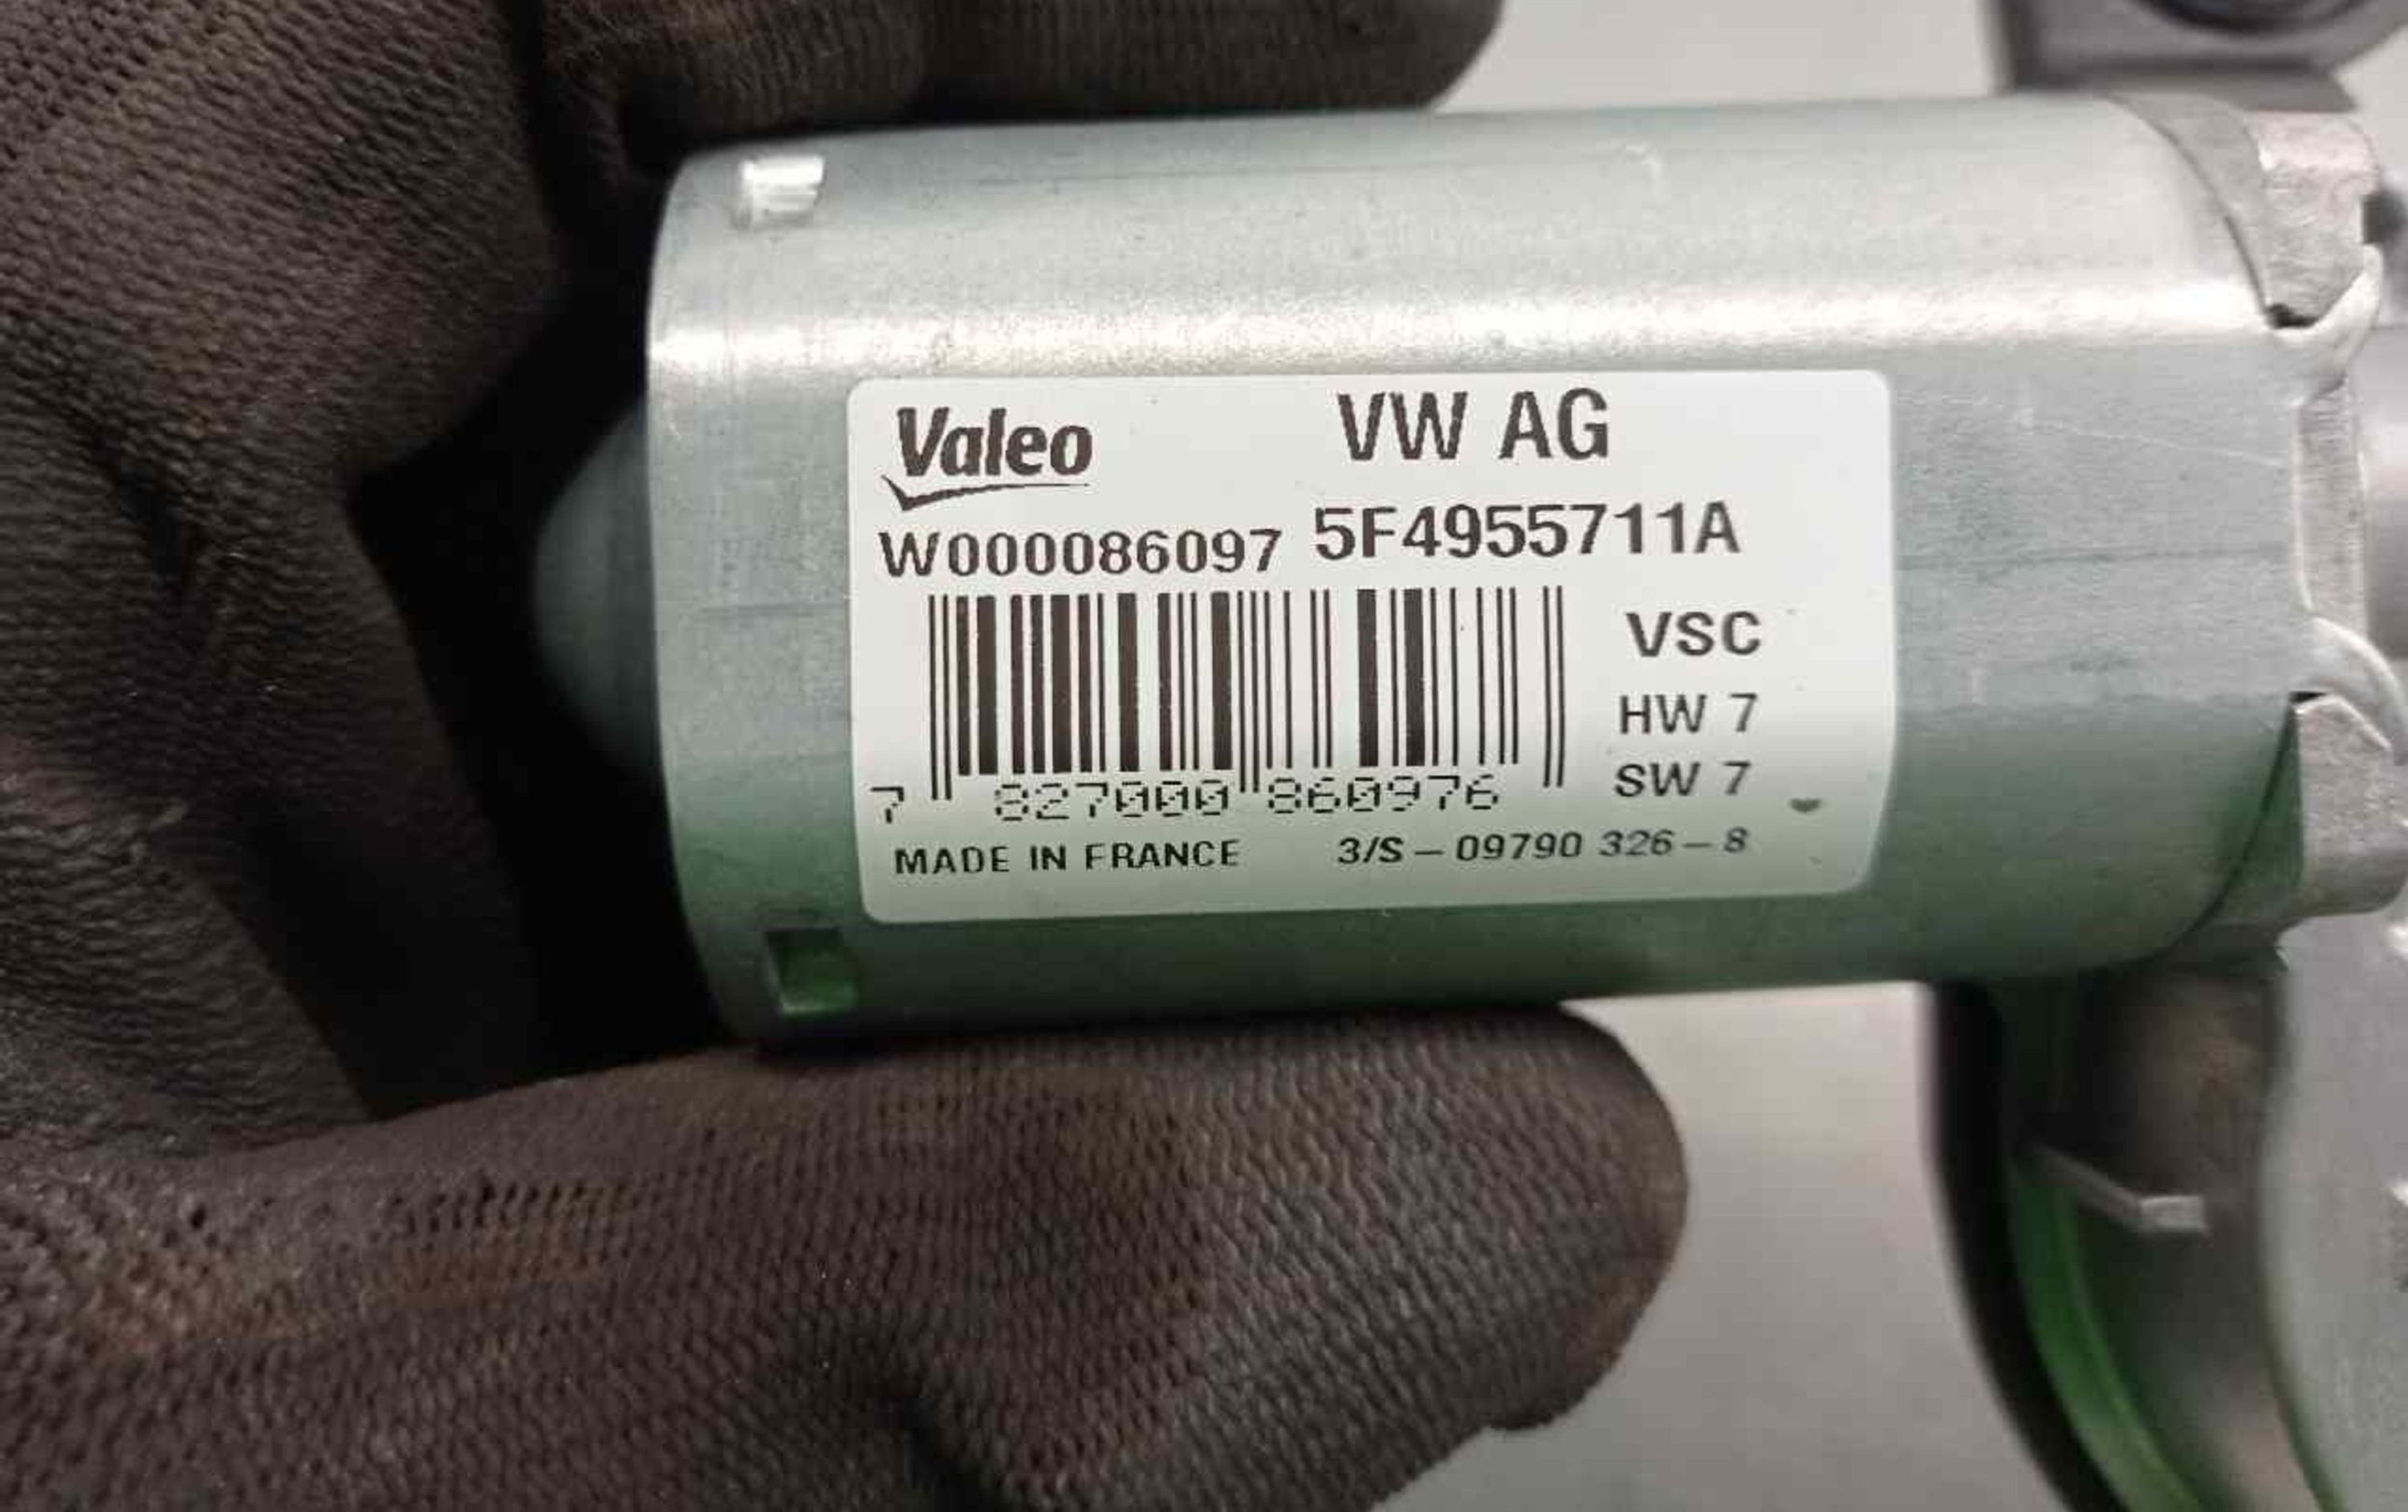 Valeo VW AG
W000086097 5F4955711A
VSC
HW 7
SW 7
7 827000 860976
MADE IN FRANCE 3/S – 09790 326 – 8